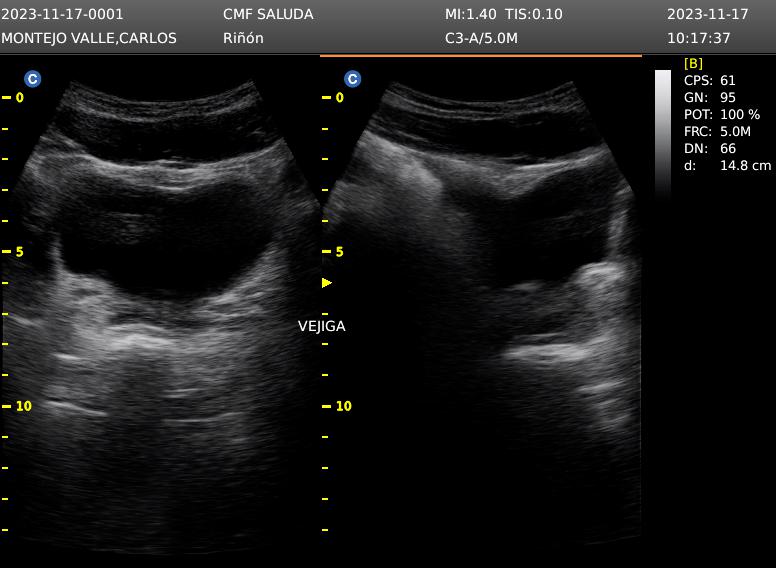 2023-11-17-0001 CMF SALUDA MI:1.40 TIS:0.10 2023-11-17
MONTEJO VALLE,CARLOS Riñón C3-A/5.0M 10:17:37
[B]
CPS: 61
GN: 95
POT: 100 %
FRC: 5.0M
DN: 66
d: 14.8 cm
C C
0 0
5 5
VEJIGA
10 10